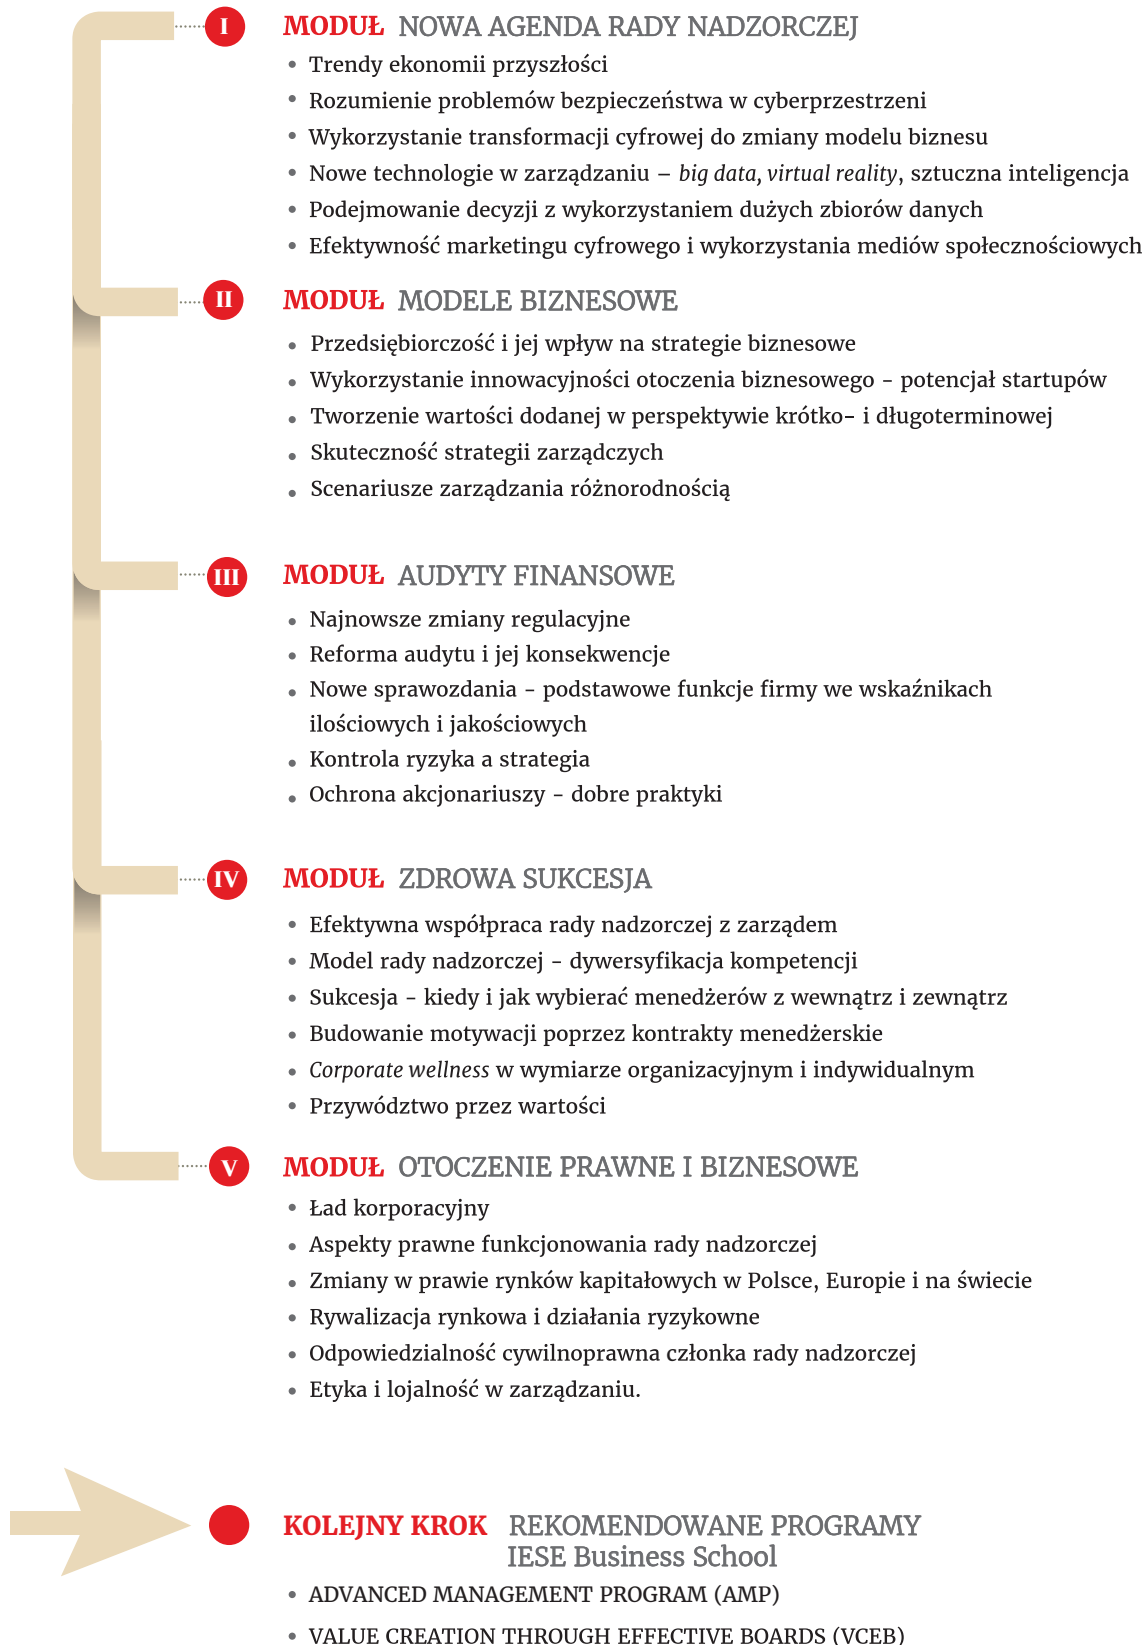 I MODUŁ NOWA AGENDA RADY NADZORCZEJ
• Trendy ekonomii przyszłości
• Rozumienie problemów bezpieczeństwa w cyberprzestrzeni
• Wykorzystanie transformacji cyfrowej do zmiany modelu biznesu
• Nowe technologie w zarządzaniu – big data, virtual reality, sztuczna inteligencja
• Podejmowanie decyzji z wykorzystaniem dużych zbiorów danych
• Efektywność marketingu cyfrowego i wykorzystania mediów społecznościowych
II MODUŁ MODELE BIZNESOWE
• Przedsiębiorczość i jej wpływ na strategie biznesowe
• Wykorzystanie innowacyjności otoczenia biznesowego - potencjał startupów
• Tworzenie wartości dodanej w perspektywie krótko- i długoterminowej
• Skuteczność strategii zarządczych
• Scenariusze zarządzania różnorodnością
III MODUŁ AUDYTY FINANSOWE
• Najnowsze zmiany regulacyjne
• Reforma audytu i jej konsekwencje
• Nowe sprawozdania - podstawowe funkcje firmy we wskaźnikach
ilościowych i jakościowych
• Kontrola ryzyka a strategia
• Ochrona akcjonariuszy - dobre praktyki
IV MODUŁ ZDROWA SUKCESJA
• Efektywna współpraca rady nadzorczej z zarządem
• Model rady nadzorczej - dywersyfikacja kompetencji
• Sukcesja - kiedy i jak wybierać menedżerów z wewnątrz i zewnątrz
• Budowanie motywacji poprzez kontrakty menedżerskie
• Corporate wellness w wymiarze organizacyjnym i indywidualnym
• Przywództwo przez wartości
V MODUŁ OTOCZENIE PRAWNE I BIZNESOWE
• Ład korporacyjny
• Aspekty prawne funkcjonowania rady nadzorczej
• Zmiany w prawie rynków kapitałowych w Polsce, Europie i na świecie
• Rywalizacja rynkowa i działania ryzykowne
• Odpowiedzialność cywilnoprawna członka rady nadzorczej
• Etyka i lojalność w zarządzaniu.
KOLEJNY KROK REKOMENDOWANE PROGRAMY
IESE Business School
• ADVANCED MANAGEMENT PROGRAM (AMP)
• VALUE CREATION THROUGH EFFECTIVE BOARDS (VCEB)